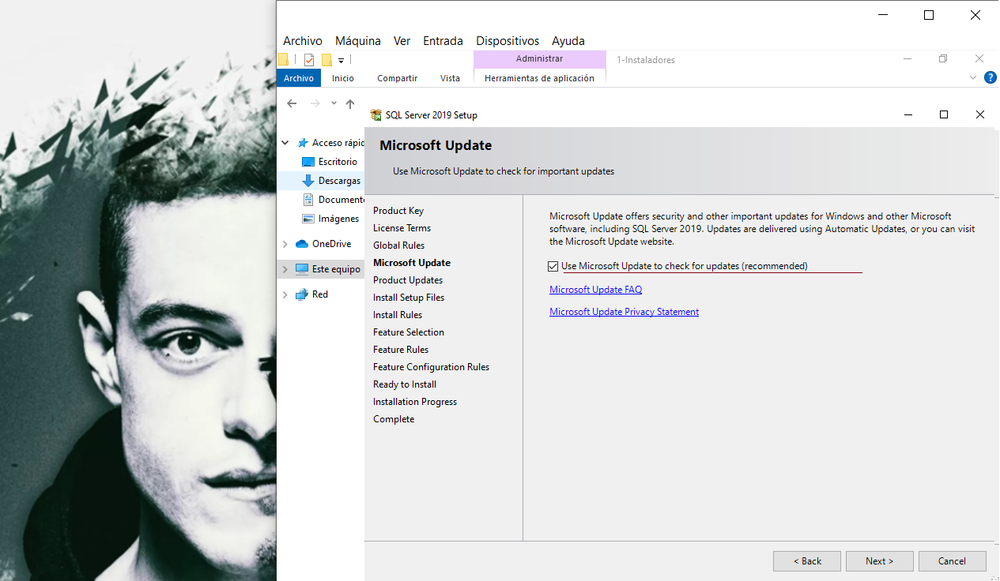 Archivo Máquina Ver Entrada Dispositivos Ayuda
Administrar 1-Instaladores
Archivo Inicio Compartir Vista Herramientas de aplicación
?
SQL Server 2019 Setup
Microsoft Update
Use Microsoft Update to check for important updates
Acceso rápid
Escritorio
Descargas
Documento
Imágenes
OneDrive
Este equipo
Red
Product Key
License Terms
Global Rules
Microsoft Update
Product Updates
Install Setup Files
Install Rules
Feature Selection
Feature Rules
Feature Configuration Rules
Ready to Install
Installation Progress
Complete
Microsoft Update offers security and other important updates for Windows and other Microsoft
software, including SQL Server 2019. Updates are delivered using Automatic Updates, or you can visit
the Microsoft Update website.
Use Microsoft Update to check for updates (recommended)
Microsoft Update FAQ
Microsoft Update Privacy Statement
< Back Next > Cancel